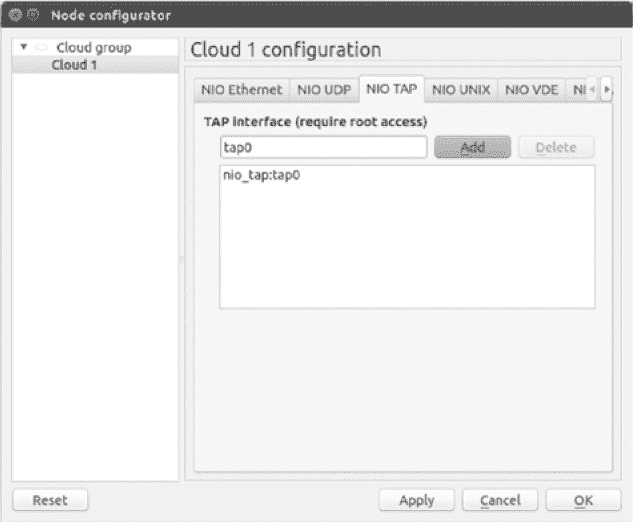 Node configurator
Cloud group
Cloud 1
Cloud 1 configuration
NIO Ethernet NIO UDP NIO TAP NIO UNIX NIO VDE NI
TAP interface (require root access)
tap0 Add Delete
nio_tap:tap0
Reset Apply Cancel OK